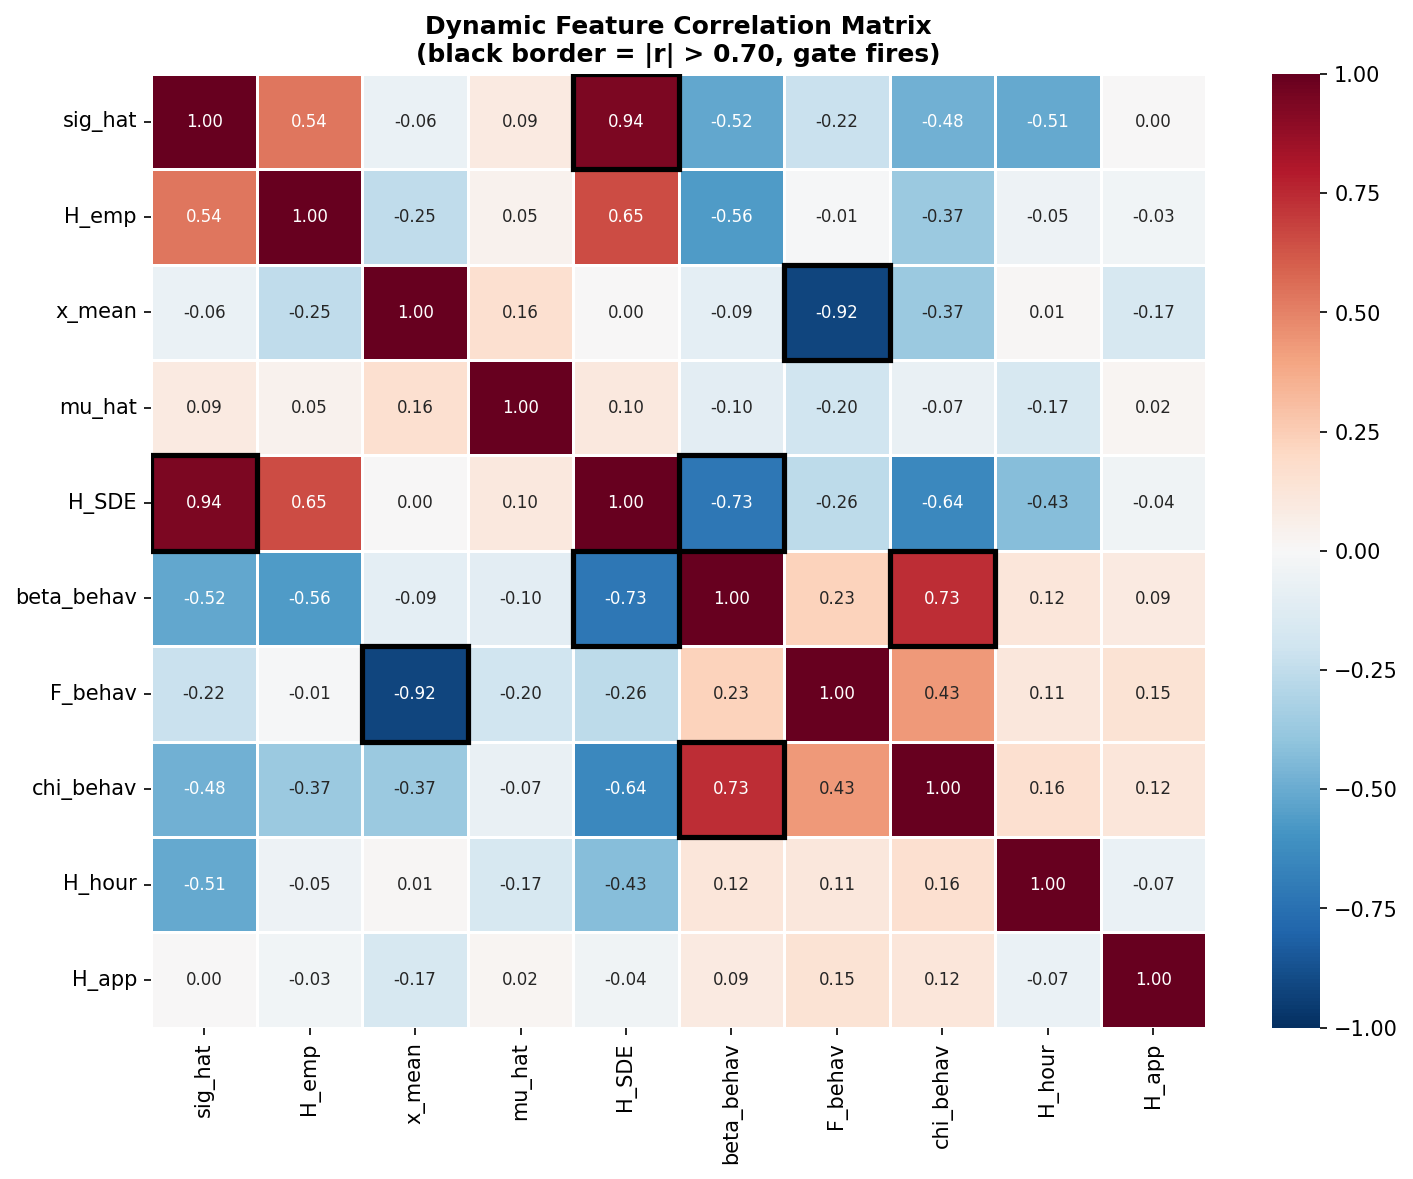 Dynamic Feature Correlation Matrix
(black border = |r| > 0.70, gate fires)
sig_hat 1.00 0.54 -0.06 0.09 0.94 -0.52 -0.22 -0.48 -0.51 0.00
H_emp 0.54 1.00 -0.25 0.05 0.65 -0.56 -0.01 -0.37 -0.05 -0.03
x_mean -0.06 -0.25 1.00 0.16 0.00 -0.09 -0.92 -0.37 0.01 -0.17
mu_hat 0.09 0.05 0.16 1.00 0.10 -0.10 -0.20 -0.07 -0.17 0.02
H_SDE 0.94 0.65 0.00 0.10 1.00 -0.73 -0.26 -0.64 -0.43 -0.04
beta_behav -0.52 -0.56 -0.09 -0.10 -0.73 1.00 0.23 0.73 0.12 0.09
F_behav -0.22 -0.01 -0.92 -0.20 -0.26 0.23 1.00 0.43 0.11 0.15
chi_behav -0.48 -0.37 -0.37 -0.07 -0.64 0.73 0.43 1.00 0.16 0.12
H_hour -0.51 -0.05 0.01 -0.17 -0.43 0.12 0.11 0.16 1.00 -0.07
H_app 0.00 -0.03 -0.17 0.02 -0.04 0.09 0.15 0.12 -0.07 1.00
sig_hat H_emp x_mean mu_hat H_SDE beta_behav F_behav chi_behav H_hour H_app
1.00
0.75
0.50
0.25
0.00
−0.25
−0.50
−0.75
−1.00